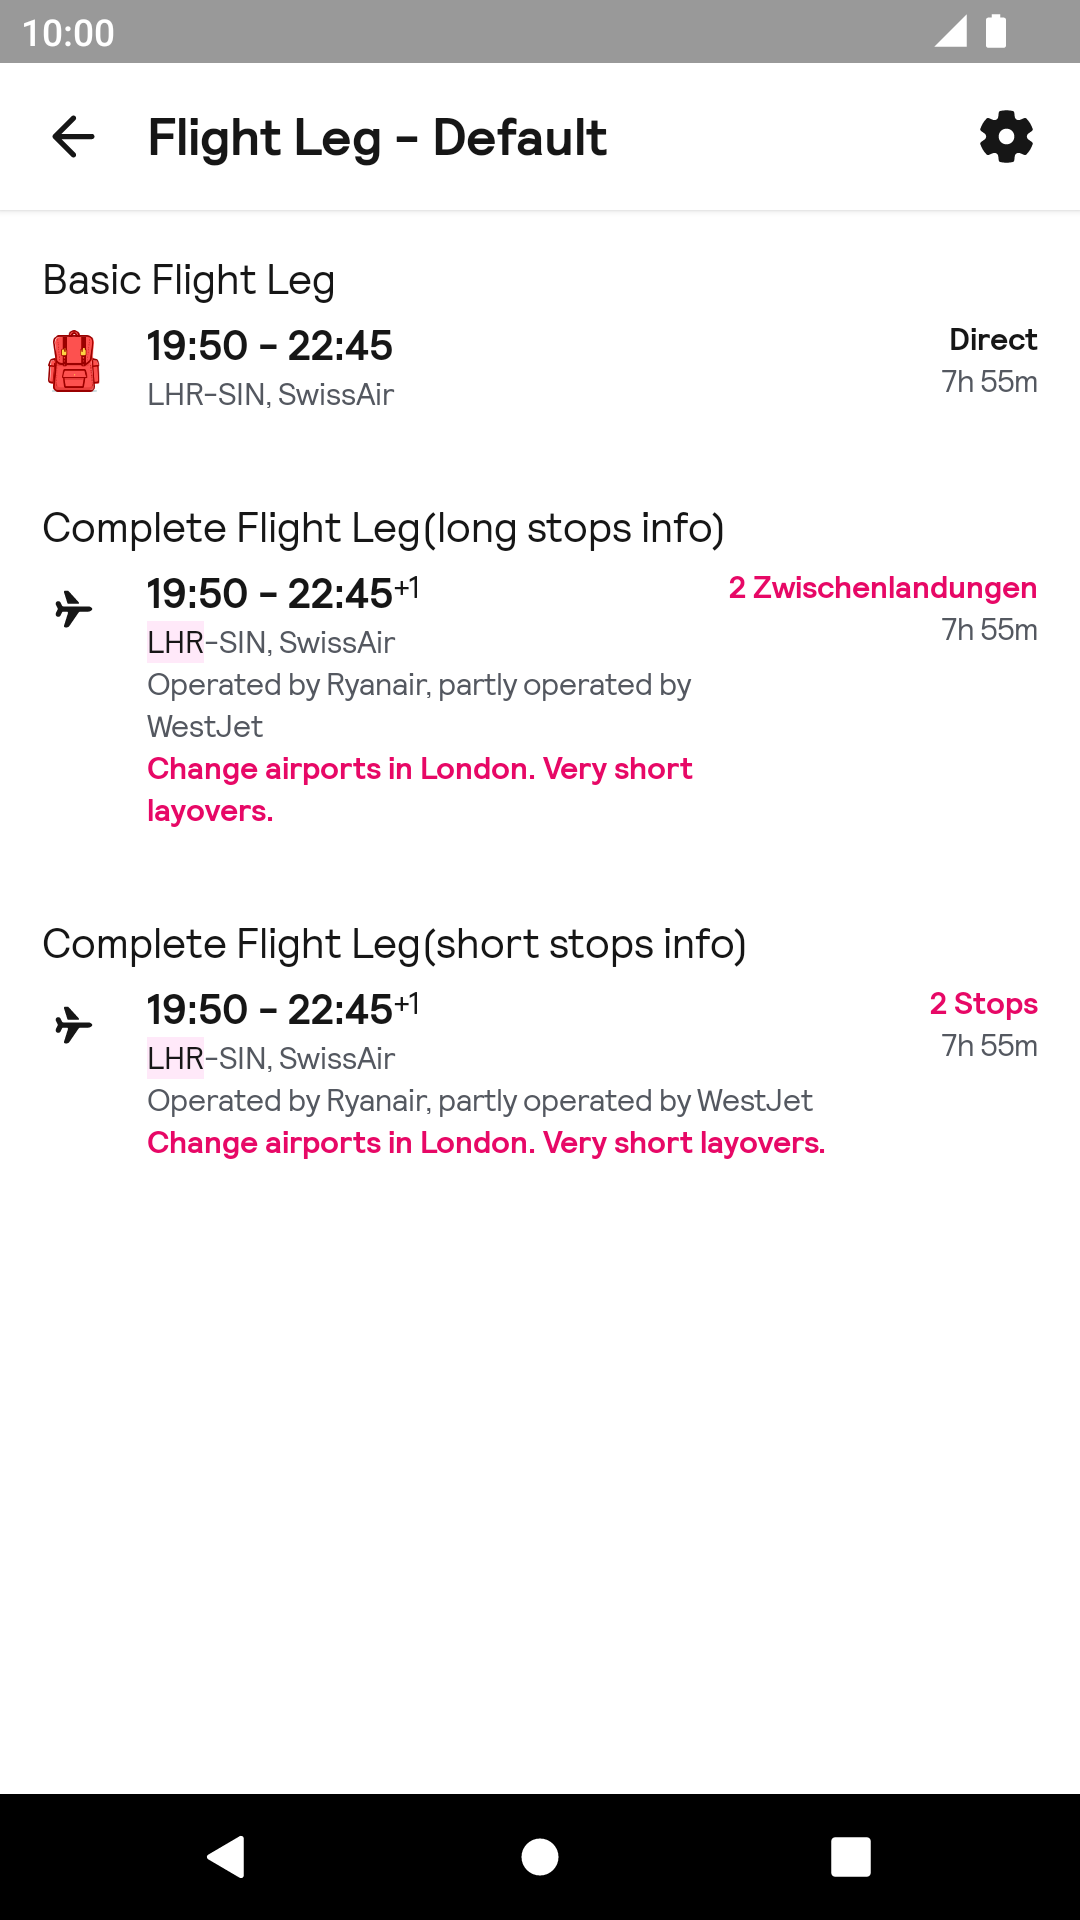 10:00
Flight Leg - Default
Basic Flight Leg
19:50 - 22:45
Direct
LHR-SIN, SwissAir
7h 55m
Complete Flight Leg(long stops info)
19:50 - 22:45+1
2 Zwischenlandungen
LHR-SIN, SwissAir
7h 55m
Operated by Ryanair, partly operated by
WestJet
Change airports in London. Very short
layovers.
Complete Flight Leg(short stops info)
19:50 - 22:45+1
2 Stops
LHR-SIN, SwissAir
7h 55m
Operated by Ryanair, partly operated by WestJet
Change airports in London. Very short layovers.